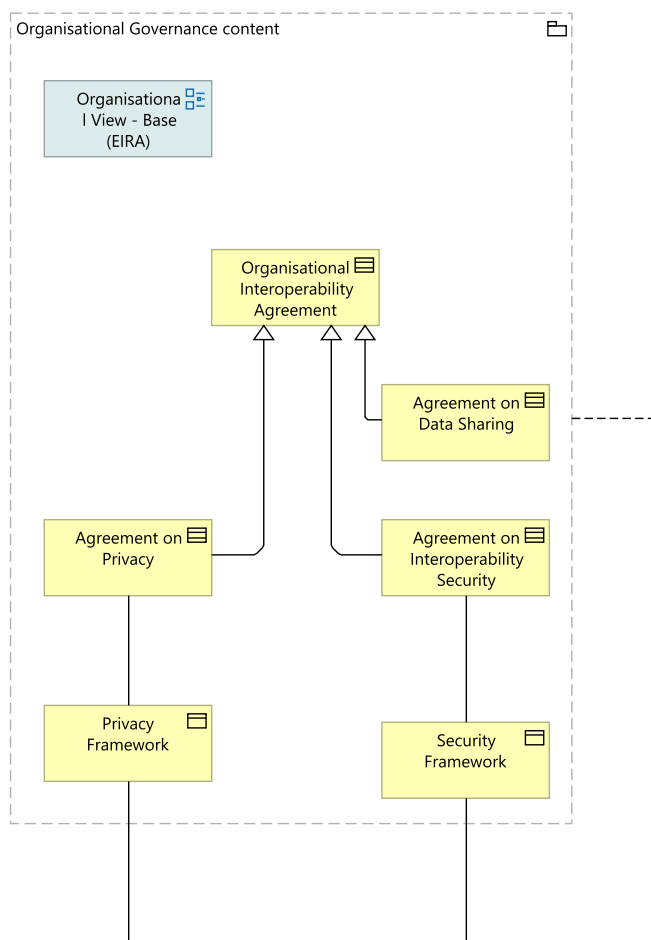 Organisational Governance content
Organisationa
l View - Base
(EIRA)
Organisational
Interoperability
Agreement
Agreement on
Data Sharing
Agreement on
Privacy
Agreement on
Interoperability
Security
Privacy
Framework
Security
Framework